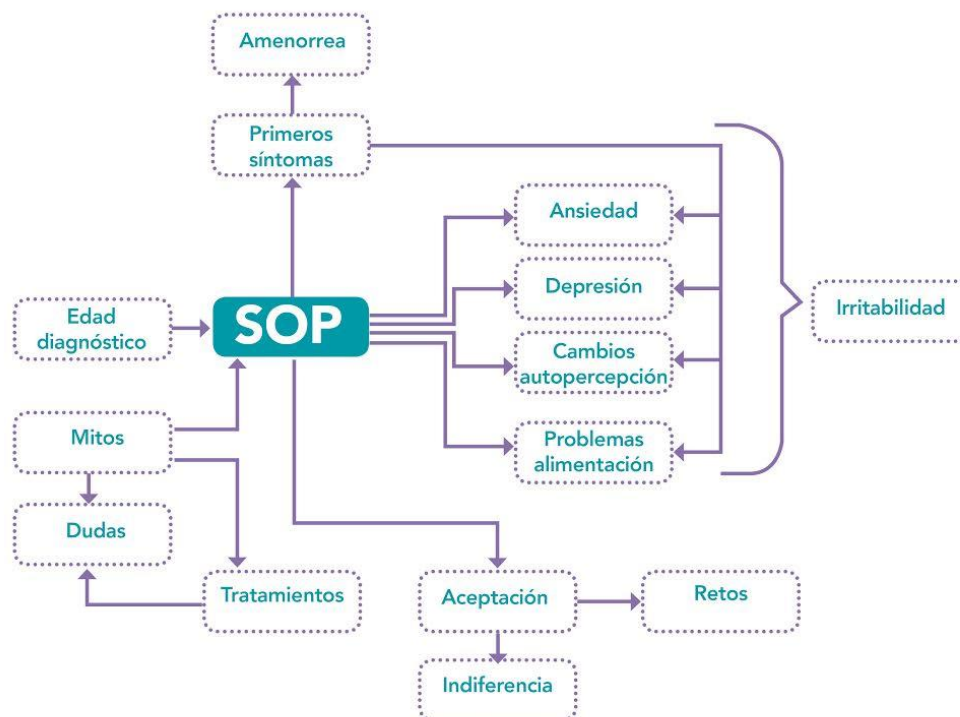 Amenorrea
Primeros
síntomas
Ansiedad
Depresión
Irritabilidad
Edad
diagnóstico
SOP
Cambios
autopercepción
Mitos
Problemas
alimentación
Dudas
Tratamientos
Aceptación
Retos
Indiferencia